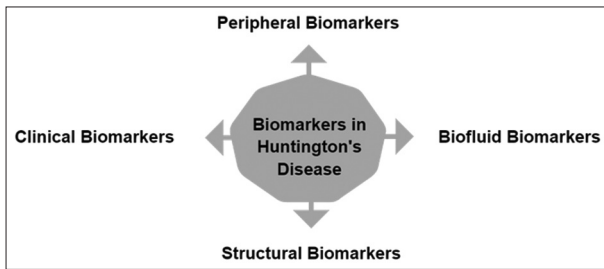 Peripheral Biomarkers
Clinical Biomarkers
Biomarkers in
Huntington's
Disease
Biofluid Biomarkers
Structural Biomarkers